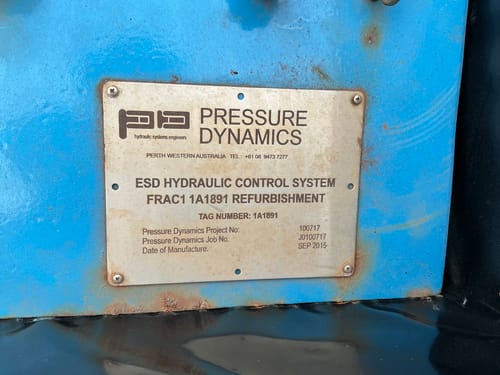 PD
PRESSURE
DYNAMICS
hydraulic systems engineers
PERTH WESTERN AUSTRALIA TEL: +61 08 9473 7277
ESD HYDRAULIC CONTROL SYSTEM
FRAC1 1A1891 REFURBISHMENT
TAG NUMBER: 1A1891
Pressure Dynamics Project No: 100717
Pressure Dynamics Job No. J0100717
Date of Manufacture. SEP 2015